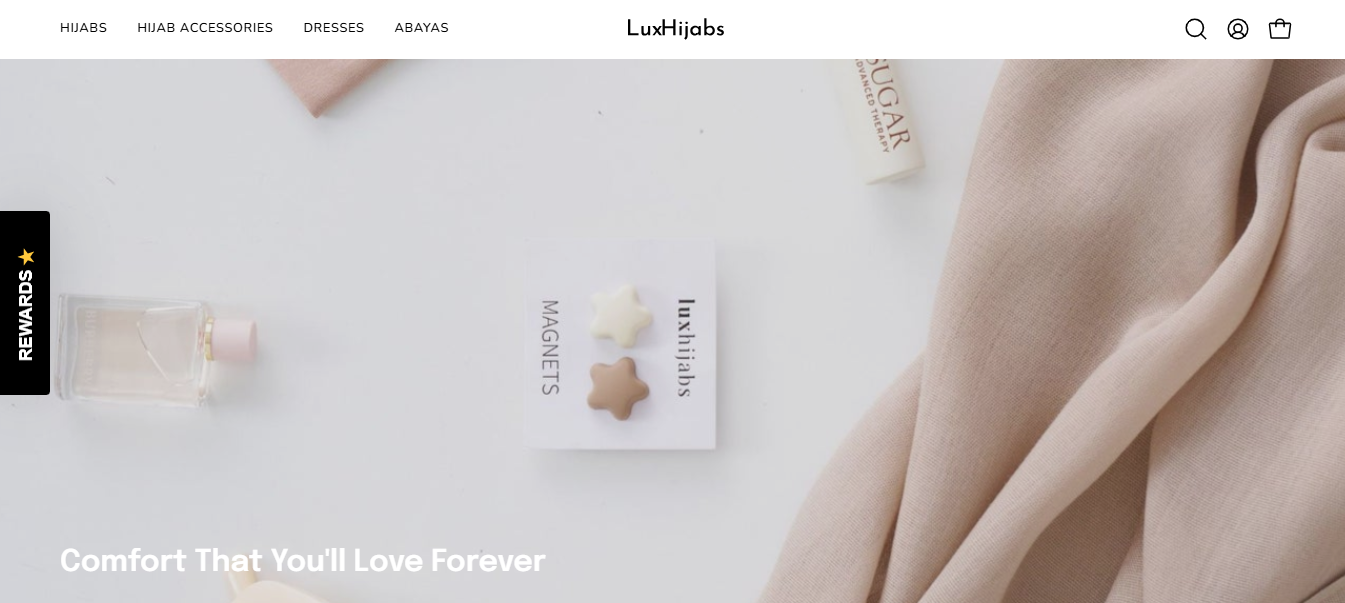 HIJABS HIJAB ACCESSORIES DRESSES ABAYAS LuxHijabs
SUGAR
ADVANCED THERAPY
REWARDS ⭐
MAGNETS
luxhijabs
Comfort That You'll Love Forever